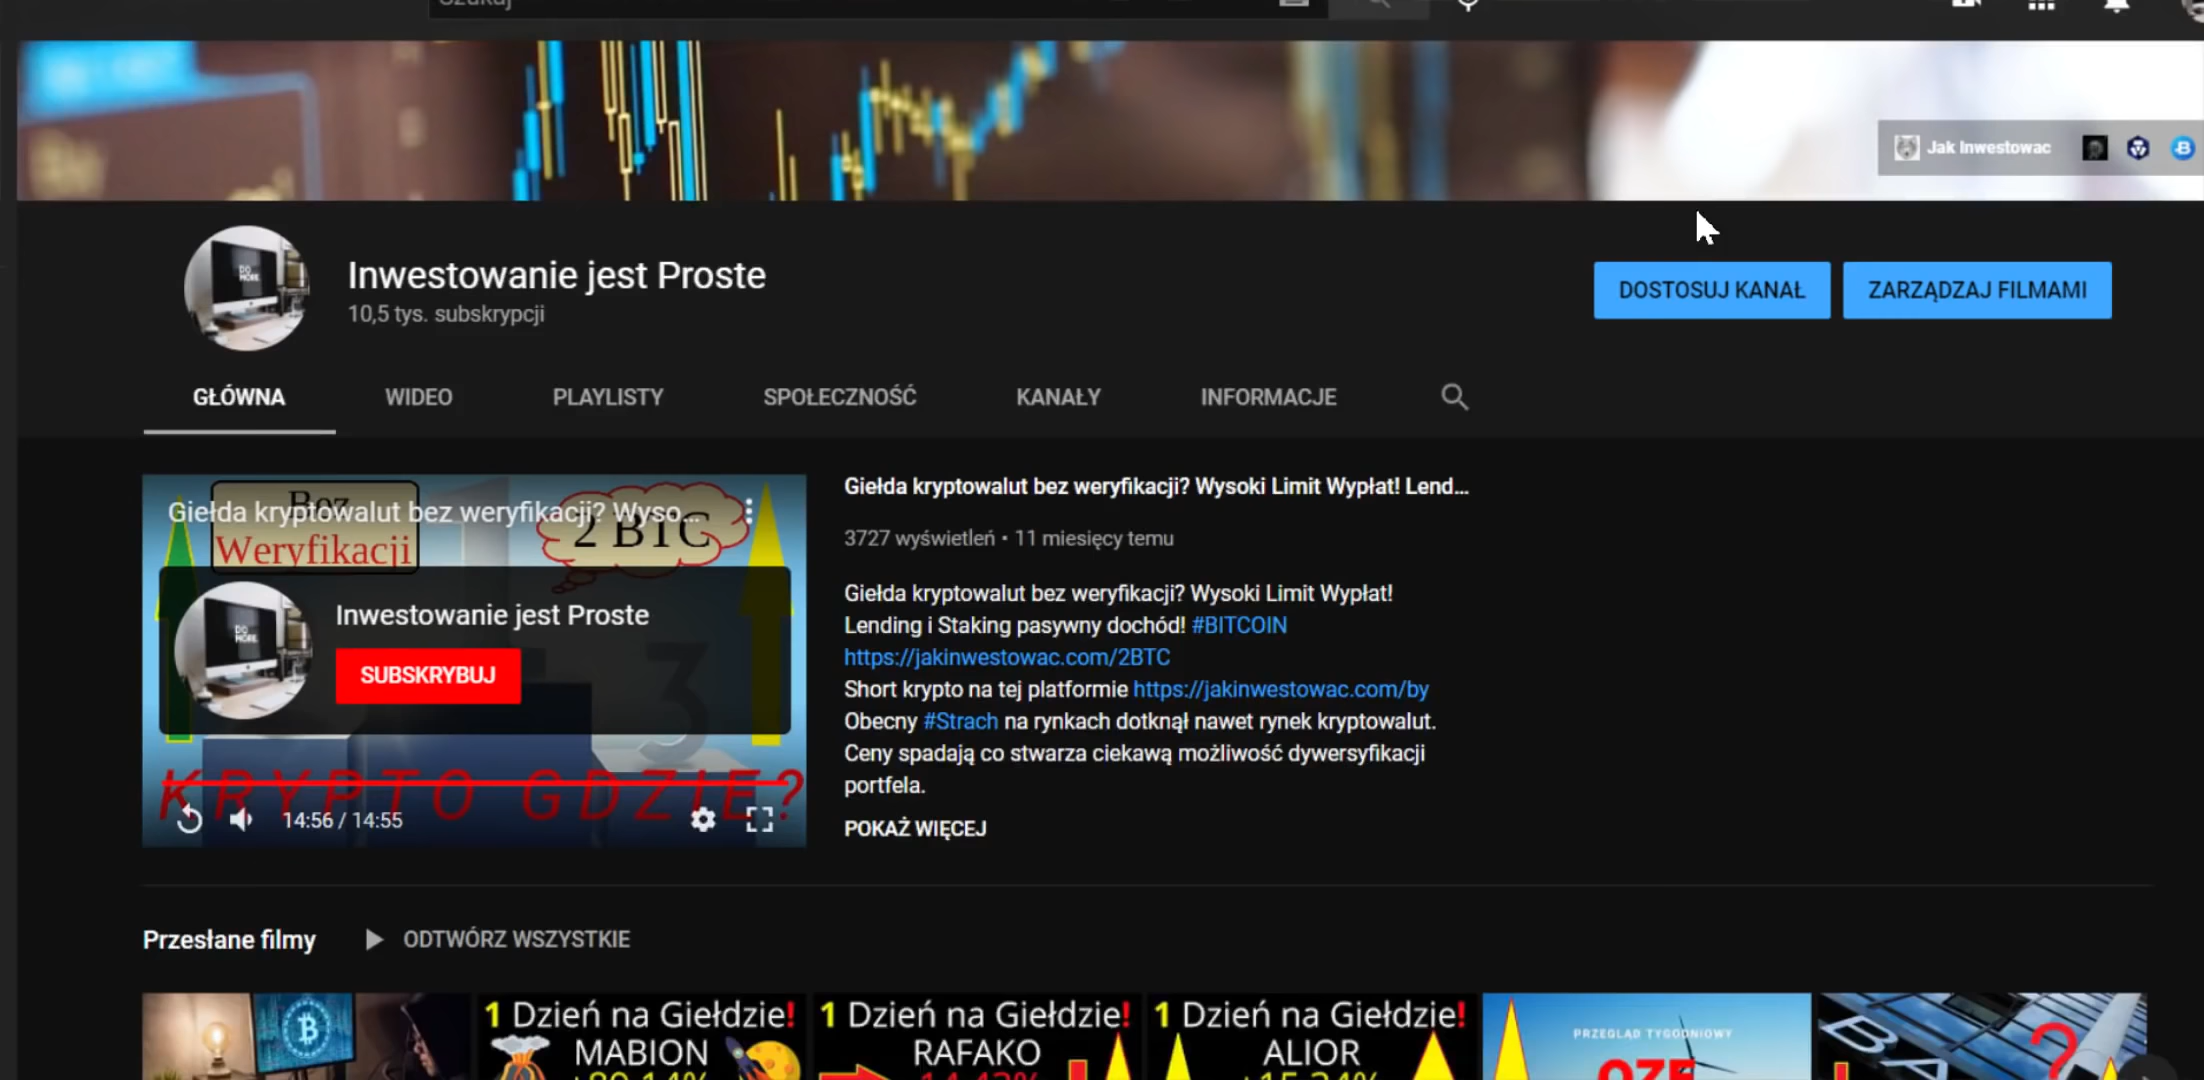 Szukaj
Jak Inwestowac
Inwestowanie jest Proste
10,5 tys. subskrypcji
DOSTOSUJ KANAŁ
ZARZĄDZAJ FILMAMI
GŁÓWNA
WIDEO
PLAYLISTY
SPOŁECZNOŚĆ
KANAŁY
INFORMACJE
Bez
Giełda kryptowalut bez weryfikacji? Wyso...
Weryfikacji
2 BTC
Inwestowanie jest Proste
SUBSKRYBUJ
3
KRYPTO GDZIE?
14:56 / 14:55
Giełda kryptowalut bez weryfikacji? Wysoki Limit Wypłat! Lend...
3727 wyświetleń • 11 miesięcy temu
Giełda kryptowalut bez weryfikacji? Wysoki Limit Wypłat!
Lending i Staking pasywny dochód! #BITCOIN
https://jakinwestowac.com/2BTC
Short krypto na tej platformie https://jakinwestowac.com/by
Obecny #Strach na rynkach dotknął nawet rynek kryptowalut.
Ceny spadają co stwarza ciekawą możliwość dywersyfikacji
portfela.
POKAŻ WIĘCEJ
Przesłane filmy
ODTWÓRZ WSZYSTKIE
1 Dzień na Giełdzie!
MABION
1 Dzień na Giełdzie!
RAFAKO
1 Dzień na Giełdzie!
ALIOR
PRZEGLĄD TYGODNIOWY
OZE
BA
?